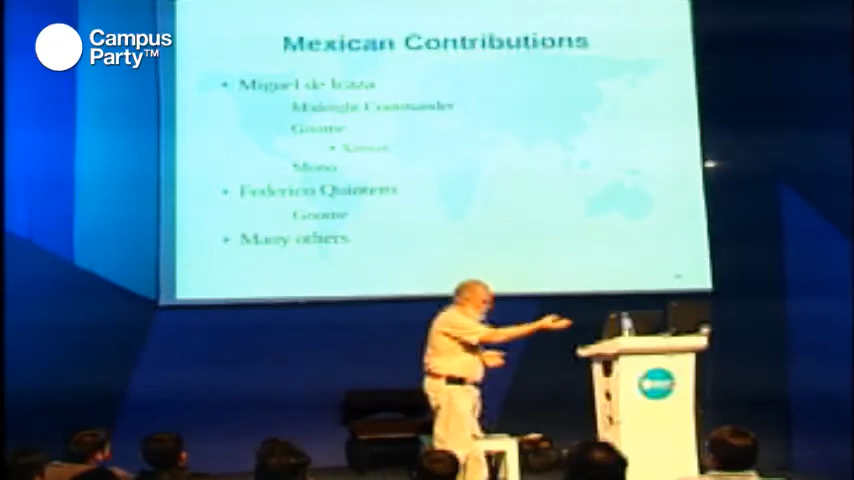 Campus
Party™
Mexican Contributions
• Miguel de Icaza
Midnight Commander
Gnome
Mono
• Federico Quintero
Gnome
• Many others